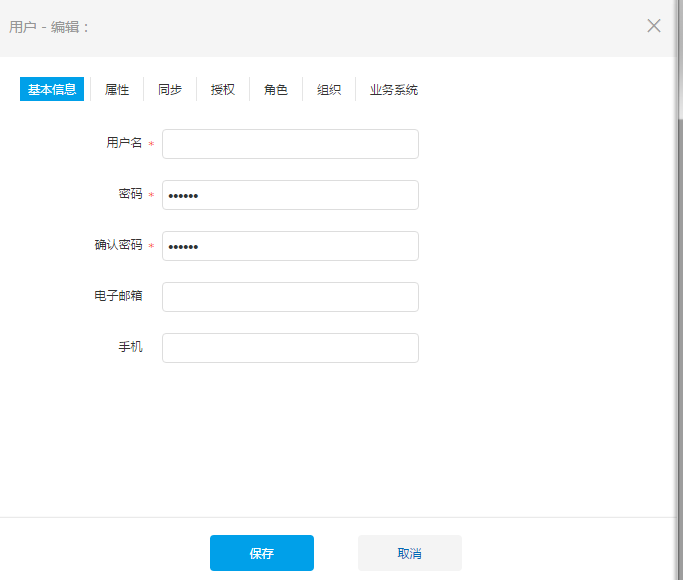 用户 - 编辑：
基本信息 属性 同步 授权 角色 组织 业务系统
用户名 *
密码 * ••••••
确认密码 * ••••••
电子邮箱
手机
保存 取消